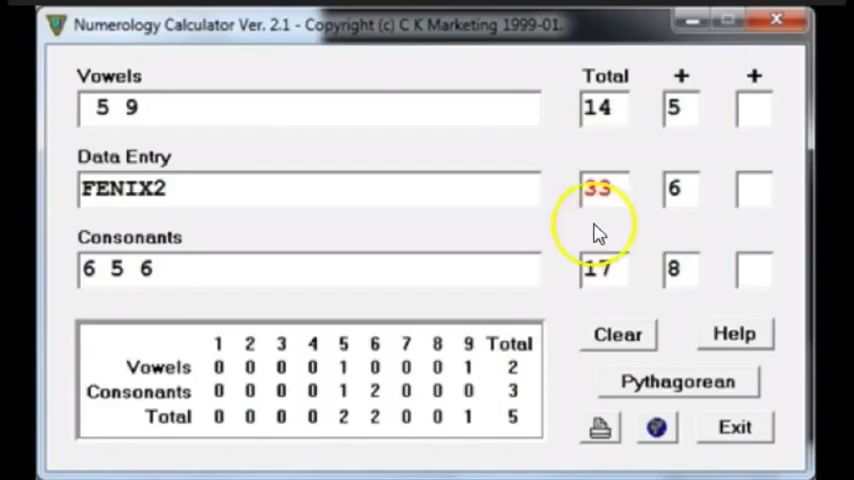 Numerology Calculator Ver. 2.1 - Copyright (c) C K Marketing 1999-01.
Vowels Total + +
5 9 14 5
Data Entry
FENIX2 33 6
Consonants
6 5 6 17 8
1 2 3 4 5 6 7 8 9 Total
Vowels 0 0 0 0 1 0 0 0 1 2
Consonants 0 0 0 0 1 2 0 0 0 3
Total 0 0 0 0 2 2 0 0 1 5
Clear Help
Pythagorean
Exit